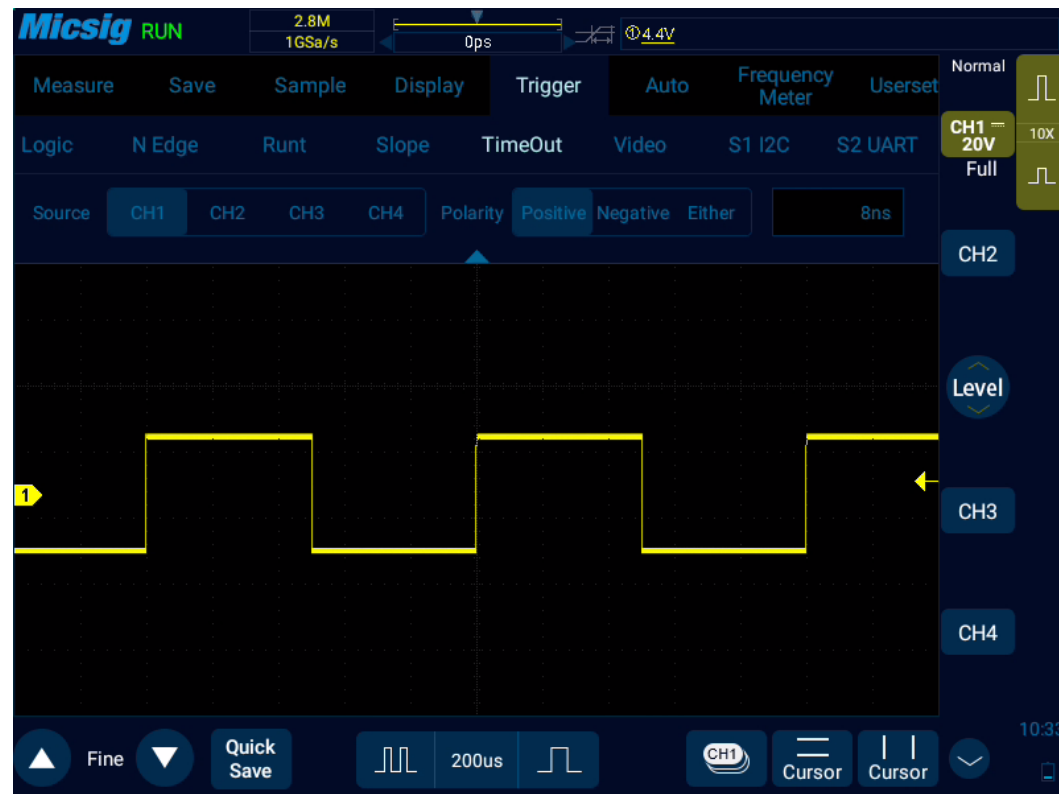 Micsig RUN 2.8M 1GSa/s 0ps ①4.4V
Measure Save Sample Display Trigger Auto Frequency Meter Userset
Normal
Logic N Edge Runt Slope TimeOut Video S1 I2C S2 UART
CH1 20V 10X
Full
Source CH1 CH2 CH3 CH4 Polarity Positive Negative Either 8ns
CH2
Level
1
CH3
CH4
10:33
Fine Quick Save 200us CH1 Cursor Cursor